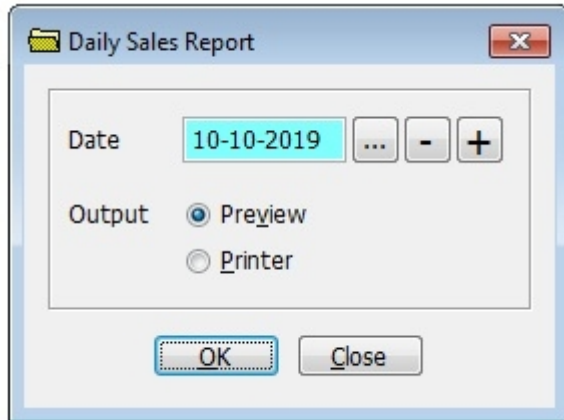 Daily Sales Report
Date 10-10-2019 ... - +
Output Preview
Printer
OK Close